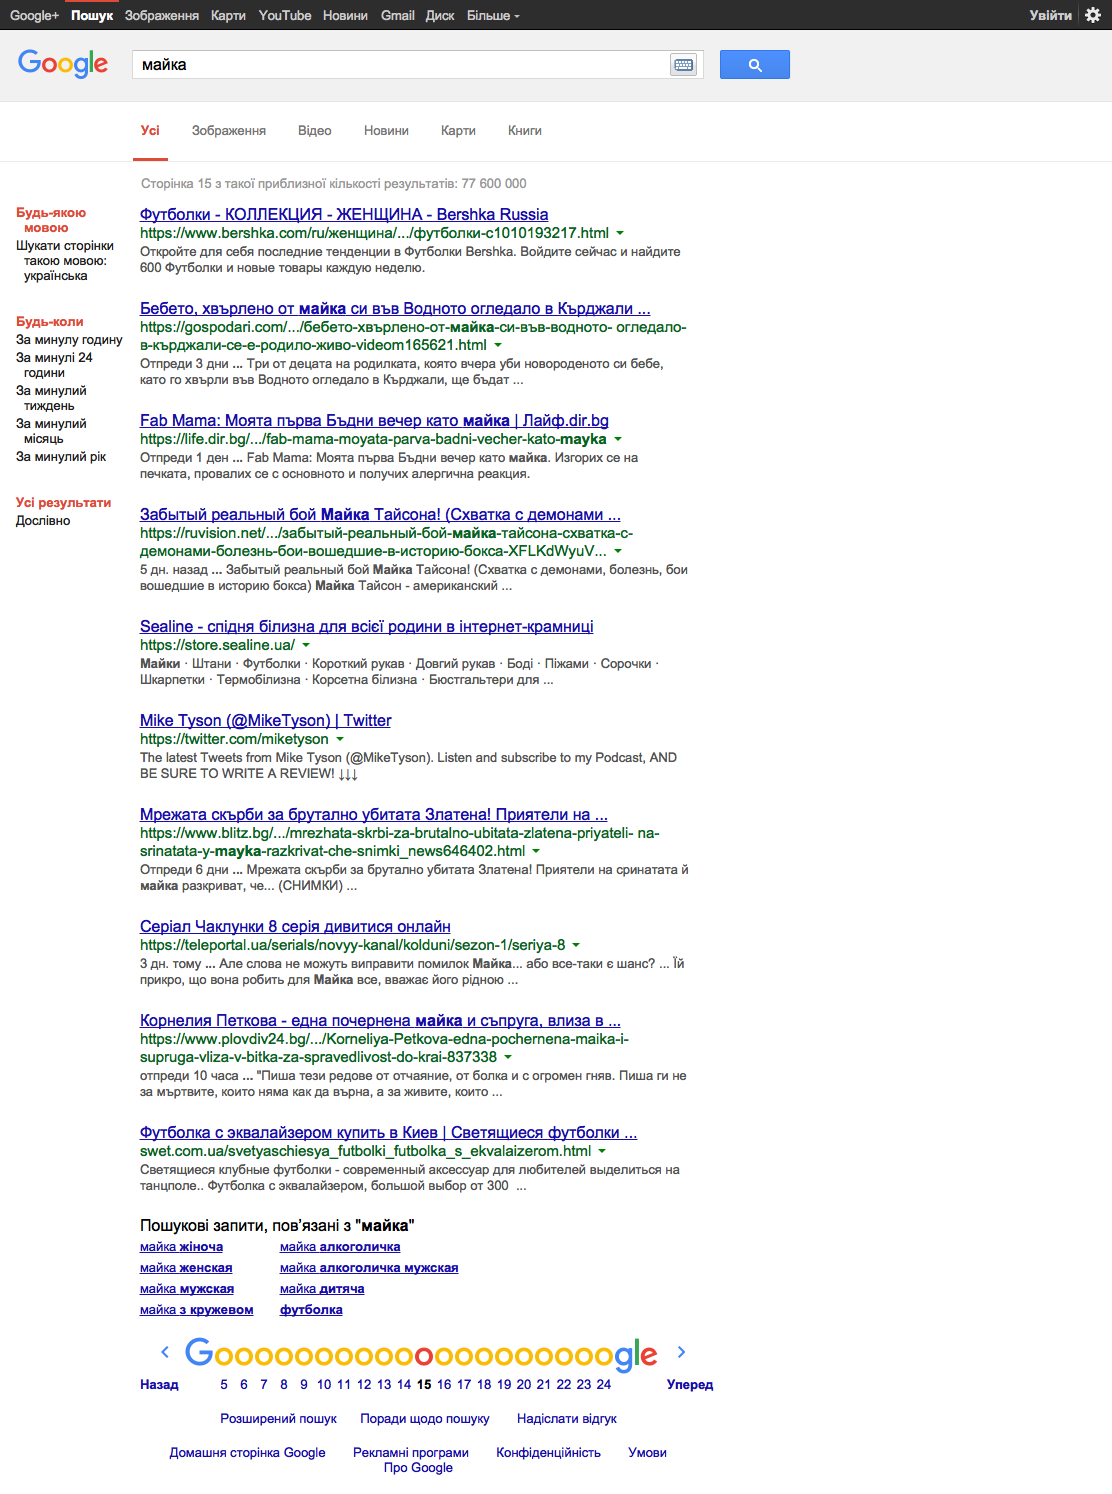 Google+ Пошук Зображення Карти YouTube Новини Gmail Диск Більше Увійти
Google майка
Усі Зображення Відео Новини Карти Книги
Сторінка 15 з такої приблизної кількості результатів: 77 600 000
Будь-якою
мовою
Шукати сторінки
такою мовою:
українська
Будь-коли
За минулу годину
За минулі 24
години
За минулий
тиждень
За минулий
місяць
За минулий рік
Усі результати
Дослівно
Футболки - КОЛЛЕКЦИЯ - ЖЕНЩИНА - Bershka Russia
https://www.bershka.com/ru/женщина/.../футболки-c1010193217.html
Откройте для себя последние тенденции в Футболки Bershka. Войдите сейчас и найдите
600 Футболки и новые товары каждую неделю.
Бебето, хвърлено от майка си във Водното огледало в Кърджали ...
https://gospodari.com/.../бебето-хвърлено-от-майка-си-във-водното- огледало-
в-кърджали-се-е-родило-живо-videom165621.html
Отпреди 3 дни ... Три от децата на родилката, която вчера уби новороденото си бебе,
като го хвърли във Водното огледало в Кърджали, ще бъдат ...
Fab Mama: Моята първа Бъдни вечер като майка | Лайф.dir.bg
https://life.dir.bg/.../fab-mama-moyata-parva-badni-vecher-kato-mayka
Отпреди 1 ден ... Fab Mama: Моята първа Бъдни вечер като майка. Изгорих се на
печката, провалих се с основното и получих алергична реакция.
Забытый реальный бой Майка Тайсона! (Схватка с демонами ...
https://ruvision.net/.../забытый-реальный-бой-майка-тайсона-схватка-с-
демонами-болезнь-бои-вошедшие-в-историю-бокса-XFLKdWyuV...
5 дн. назад ... Забытый реальный бой Майка Тайсона! (Схватка с демонами, болезнь, бои
вошедшие в историю бокса) Майка Тайсон - американский ...
Sealine - спідня білизна для всієї родини в інтернет-крамниці
https://store.sealine.ua/
Майки · Штани · Футболки · Короткий рукав · Довгий рукав · Боді · Піжами · Сорочки ·
Шкарпетки · Термобілизна · Корсетна білизна · Бюстгальтери для ...
Mike Tyson (@MikeTyson) | Twitter
https://twitter.com/miketyson
The latest Tweets from Mike Tyson (@MikeTyson). Listen and subscribe to my Podcast, AND
BE SURE TO WRITE A REVIEW! ↓↓↓
Мрежата скърби за брутално убитата Златена! Приятели на ...
https://www.blitz.bg/.../mrezhata-skrbi-za-brutalno-ubitata-zlatena-priyateli- na-
srinatata-y-mayka-razkrivat-che-snimki_news646402.html
Отпреди 6 дни ... Мрежата скърби за брутално убитата Златена! Приятели на сринатата й
майка разкриват, че... (СНИМКИ) ...
Серіал Чаклунки 8 серія дивитися онлайн
https://teleportal.ua/serials/novyy-kanal/kolduni/sezon-1/seriya-8
3 дн. тому ... Але слова не можуть виправити помилок Майка... або все-таки є шанс? ... Їй
прикро, що вона робить для Майка все, вважає його рідною ...
Корнелия Петкова - една почернена майка и съпруга, влиза в ...
https://www.plovdiv24.bg/.../Korneliya-Petkova-edna-pochernena-maika-i-
supruga-vliza-v-bitka-za-spravedlivost-do-krai-837338
отпреди 10 часа ... "Пиша тези редове от отчаяние, от болка и с огромен гняв. Пиша ги не
за мъртвите, които няма как да върна, а за живите, които ...
Футболка с эквалайзером купить в Киев | Светящиеся футболки ...
swet.com.ua/svetyaschiesya_futbolki_futbolka_s_ekvalaizerom.html
Светящиеся клубные футболки - современный аксессуар для любителей выделиться на
танцполе.. Футболка с эквалайзером, большой выбор от 300 ...
Пошукові запити, пов’язані з "майка"
майка жіноча майка алкоголичка
майка женская майка алкоголичка мужская
майка мужская майка дитяча
майка з кружевом футболка
Goooooooooooooooooooogle
Назад 5 6 7 8 9 10 11 12 13 14 15 16 17 18 19 20 21 22 23 24 Уперед
Розширений пошук Поради щодо пошуку Надіслати відгук
Домашня сторінка Google Рекламні програми Конфіденційність Умови
Про Google